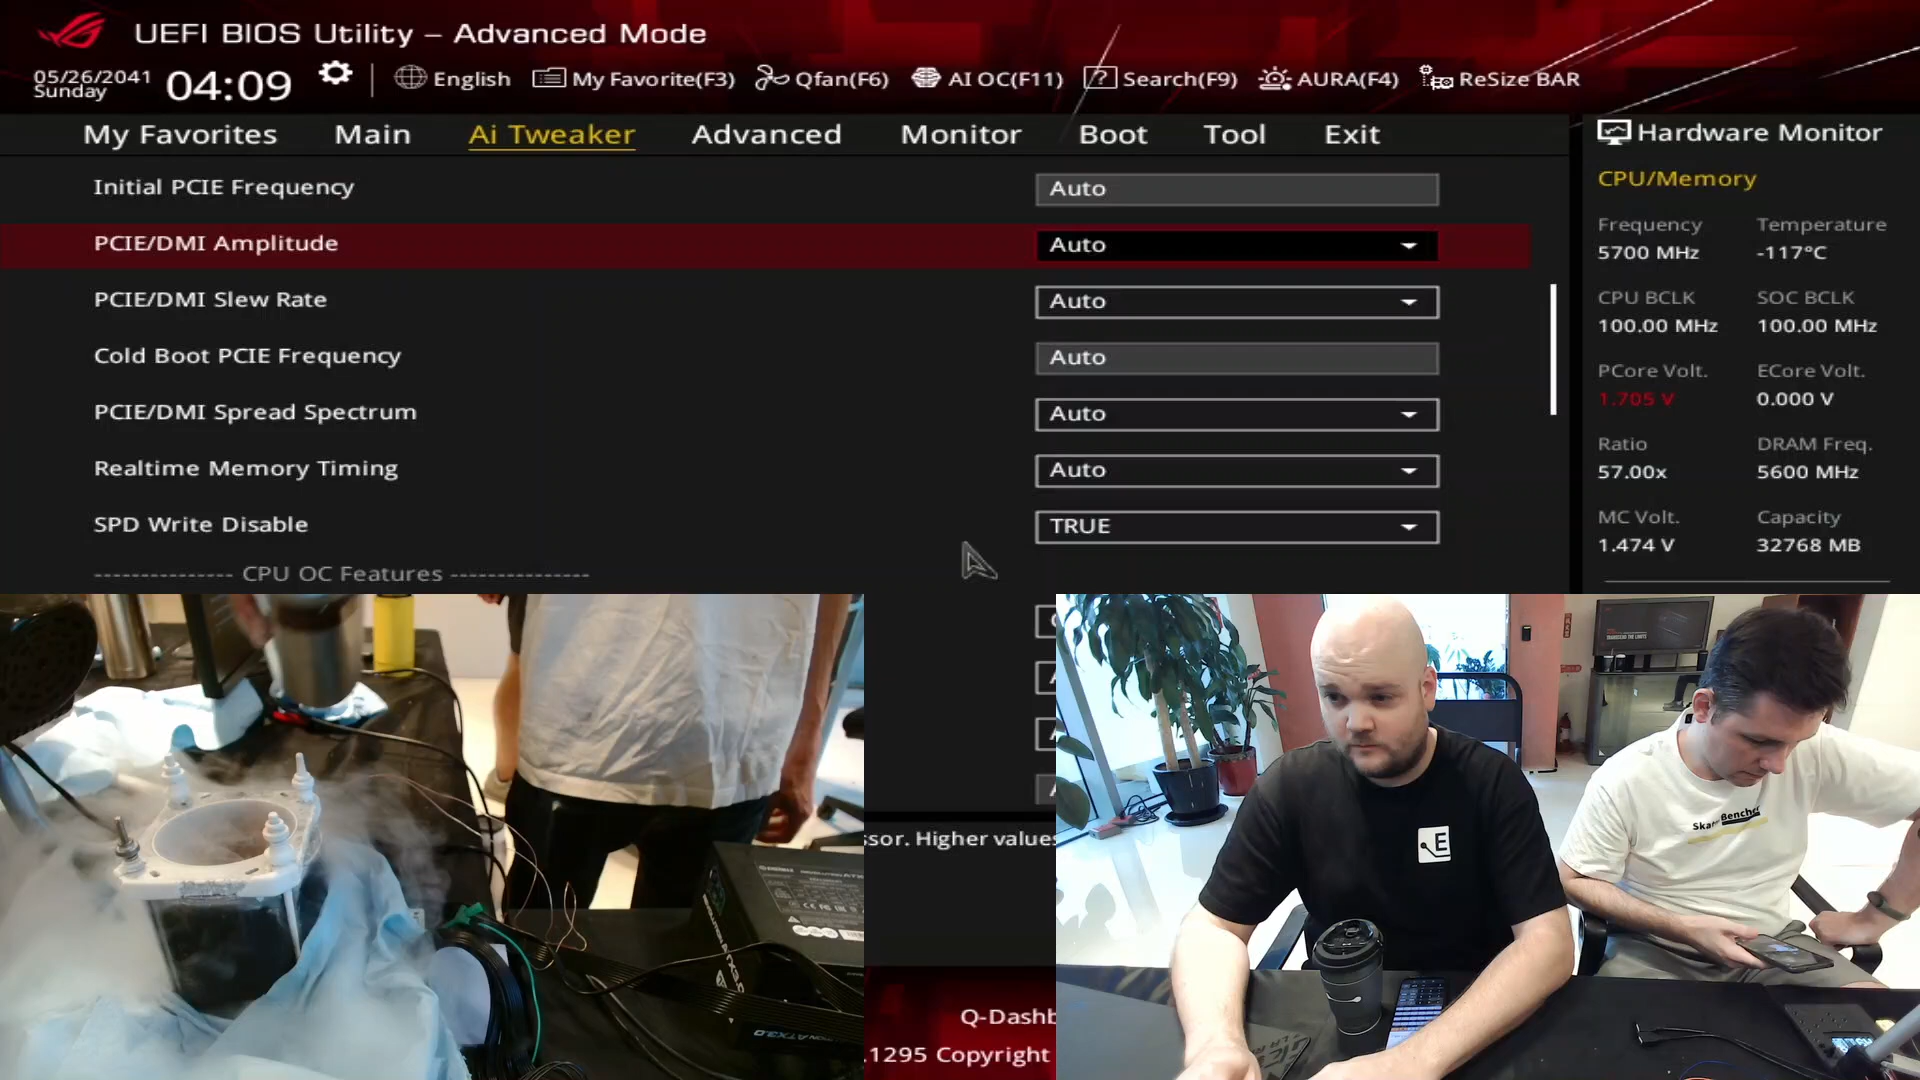 UEFI BIOS Utility – Advanced Mode
05/26/2041
Sunday
04:09
English
My Favorite(F3)
Qfan(F6)
AI OC(F11)
Search(F9)
AURA(F4)
ReSize BAR
My Favorites
Main
Ai Tweaker
Advanced
Monitor
Boot
Tool
Exit
Initial PCIE Frequency
Auto
PCIE/DMI Amplitude
Auto
PCIE/DMI Slew Rate
Auto
Cold Boot PCIE Frequency
Auto
PCIE/DMI Spread Spectrum
Auto
Realtime Memory Timing
Auto
SPD Write Disable
TRUE
--------------- CPU OC Features ---------------
Hardware Monitor
CPU/Memory
Frequency
Temperature
5700 MHz
-117°C
CPU BCLK
SOC BCLK
100.00 MHz
100.00 MHz
PCore Volt.
ECore Volt.
1.705 V
0.000 V
Ratio
DRAM Freq.
57.00x
5600 MHz
MC Volt.
Capacity
1.474 V
32768 MB
ssor. Higher values
Q-Dashb
.1295 Copyright
E